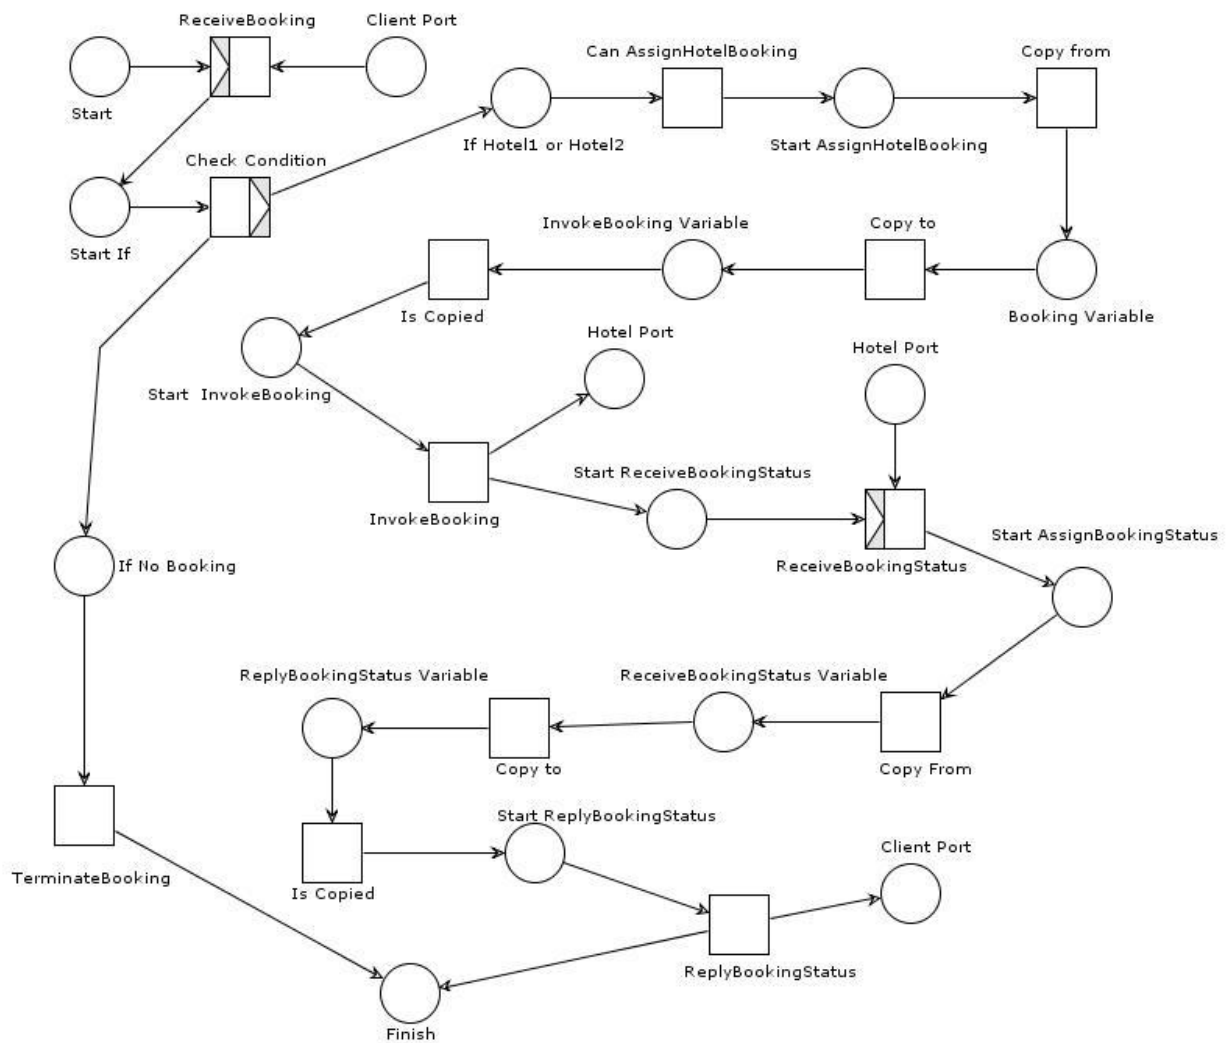 ReceiveBooking
Client Port
Can AssignHotelBooking
Copy from
Start
If Hotel1 or Hotel2
Start AssignHotelBooking
Check Condition
Start If
InvokeBooking Variable
Copy to
Is Copied
Booking Variable
Hotel Port
Hotel Port
Start InvokeBooking
Start ReceiveBookingStatus
InvokeBooking
Start AssignBookingStatus
If No Booking
ReceiveBookingStatus
ReplyBookingStatus Variable
ReceiveBookingStatus Variable
Copy to
Copy From
Start ReplyBookingStatus
Client Port
TerminateBooking
Is Copied
ReplyBookingStatus
Finish